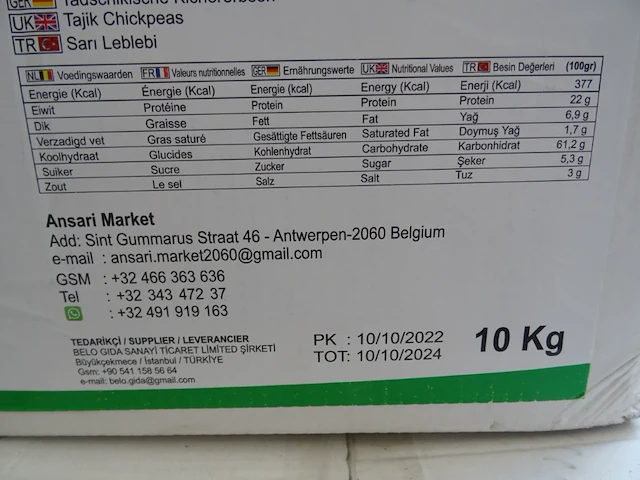 GER Tadschikische Kichererbsen
UK Tajik Chickpeas
TR Sarı Leblebi
NL Voedingswaarden FR Valeurs nutritionnelles GER Ernährungswerte UK Nutritional Values TR Besin Değerleri (100gr)
Energie (Kcal) Énergie (kcal) Energie (kcal) Energy (Kcal) Enerji (Kcal) 377
Eiwit Protéine Protein Protein Protein 22 g
Dik Graisse Fett Fat Yağ 6,9 g
Verzadigd vet Gras saturé Gesättigte Fettsäuren Saturated Fat Doymuş Yağ 1,7 g
Koolhydraat Glucides Kohlenhydrat Carbohydrate Karbonhidrat 61,2 g
Suiker Sucre Zucker Sugar Şeker 5,3 g
Zout Le sel Salz Salt Tuz 3 g
Ansari Market
Add: Sint Gummarus Straat 46 - Antwerpen-2060 Belgium
e-mail : ansari.market2060@gmail.com
GSM : +32 466 363 636
Tel : +32 343 472 37
: +32 491 919 163
TEDARİKÇİ / SUPPLIER / LEVERANCIER
BELO GIDA SANAYİ TİCARET LİMİTED ŞİRKETİ
Büyükçekmece / İstanbul / TÜRKİYE
Gsm: +90 541 158 56 64
e-mail: belo.gida@gmail.com
PK : 10/10/2022
TOT: 10/10/2024
10 Kg